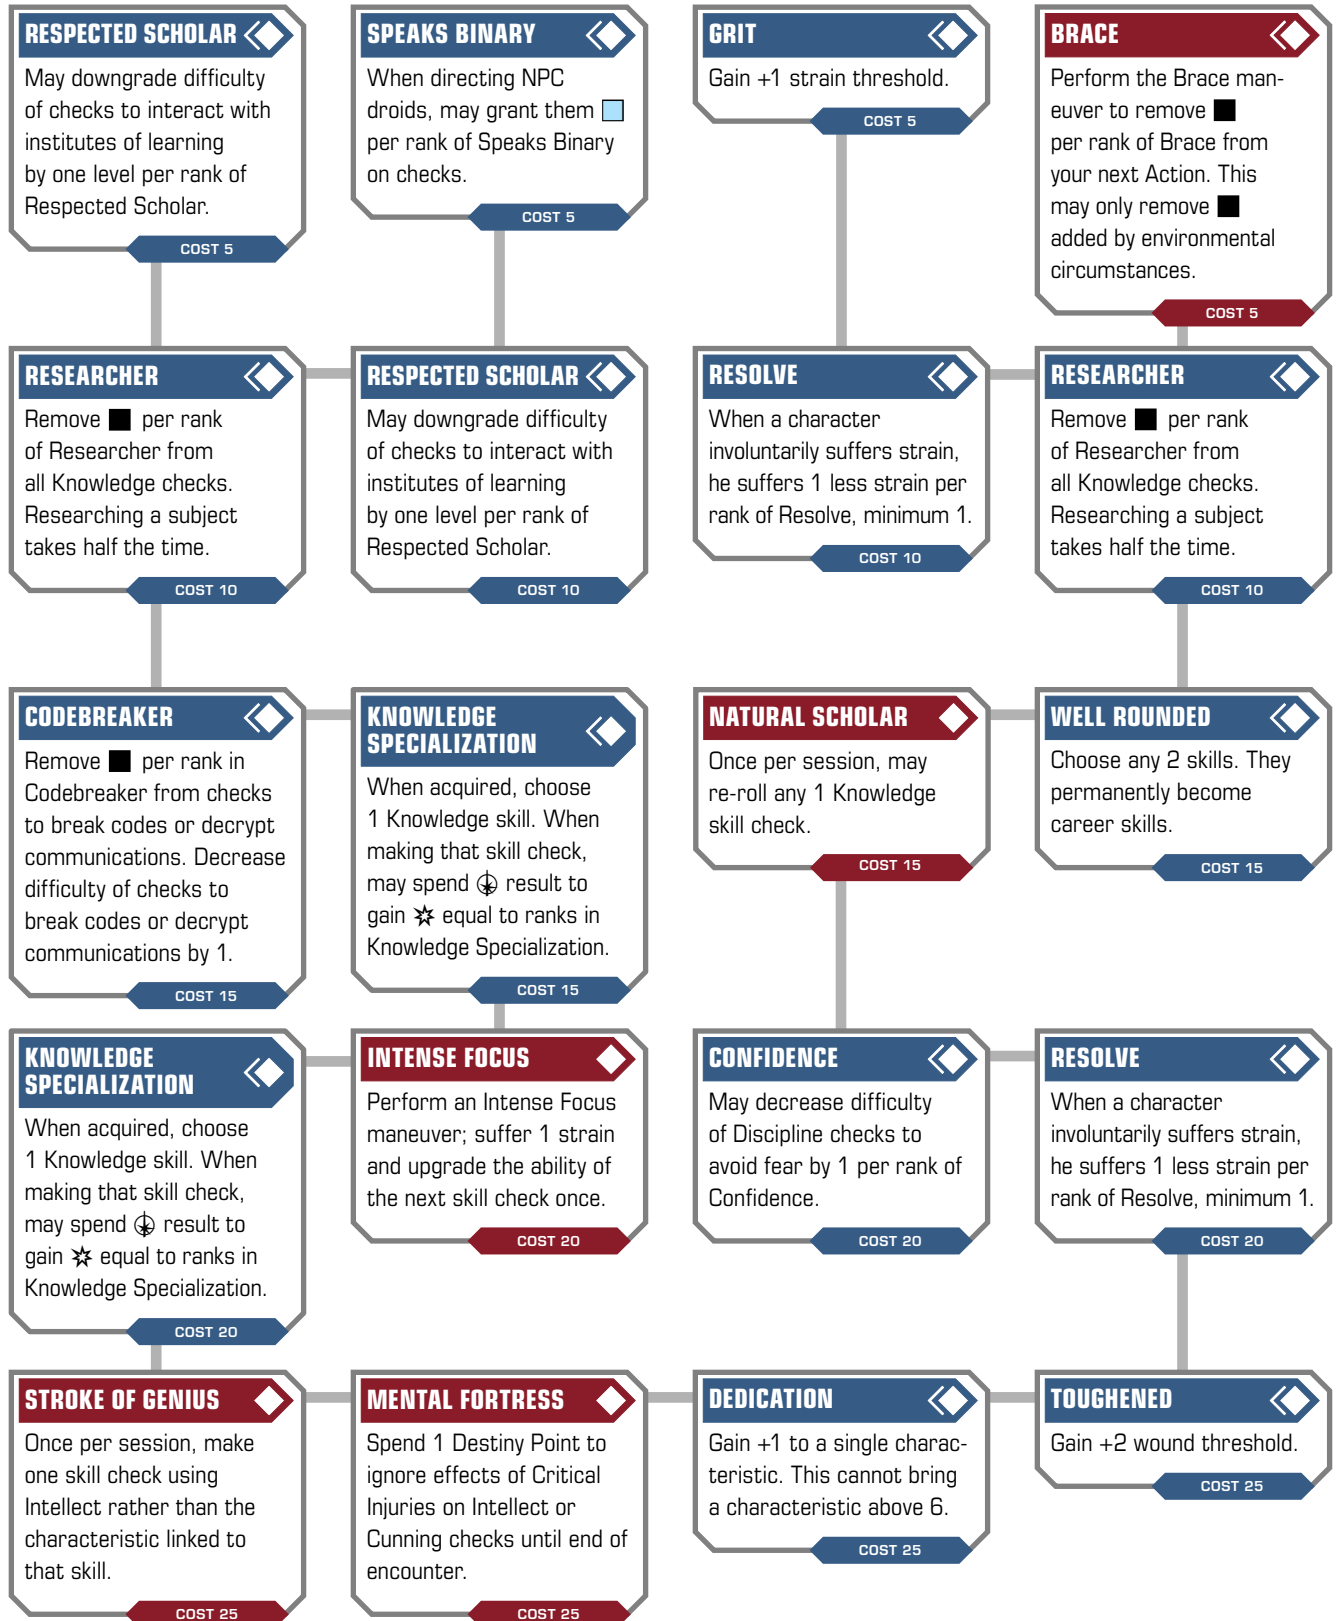 RESPECTED SCHOLAR
May downgrade difficulty
of checks to interact with
institutes of learning
by one level per rank of
Respected Scholar.
COST 5
SPEAKS BINARY
When directing NPC
droids, may grant them
per rank of Speaks Binary
on checks.
COST 5
GRIT
Gain +1 strain threshold.
COST 5
BRACE
Perform the Brace man-
euver to remove
per rank of Brace from
your next Action. This
may only remove
added by environmental
circumstances.
COST 5
RESEARCHER
Remove per rank
of Researcher from
all Knowledge checks.
Researching a subject
takes half the time.
COST 10
RESPECTED SCHOLAR
May downgrade difficulty
of checks to interact with
institutes of learning
by one level per rank of
Respected Scholar.
COST 10
RESOLVE
When a character
involuntarily suffers strain,
he suffers 1 less strain per
rank of Resolve, minimum 1.
COST 10
RESEARCHER
Remove per rank
of Researcher from
all Knowledge checks.
Researching a subject
takes half the time.
COST 10
CODEBREAKER
Remove per rank in
Codebreaker from checks
to break codes or decrypt
communications. Decrease
difficulty of checks to
break codes or decrypt
communications by 1.
COST 15
KNOWLEDGE
SPECIALIZATION
When acquired, choose
1 Knowledge skill. When
making that skill check,
may spend result to
gain equal to ranks in
Knowledge Specialization.
COST 15
NATURAL SCHOLAR
Once per session, may
re-roll any 1 Knowledge
skill check.
COST 15
WELL ROUNDED
Choose any 2 skills. They
permanently become
career skills.
COST 15
KNOWLEDGE
SPECIALIZATION
When acquired, choose
1 Knowledge skill. When
making that skill check,
may spend result to
gain equal to ranks in
Knowledge Specialization.
COST 20
INTENSE FOCUS
Perform an Intense Focus
maneuver; suffer 1 strain
and upgrade the ability of
the next skill check once.
COST 20
CONFIDENCE
May decrease difficulty
of Discipline checks to
avoid fear by 1 per rank of
Confidence.
COST 20
RESOLVE
When a character
involuntarily suffers strain,
he suffers 1 less strain per
rank of Resolve, minimum 1.
COST 20
STROKE OF GENIUS
Once per session, make
one skill check using
Intellect rather than the
characteristic linked to
that skill.
COST 25
MENTAL FORTRESS
Spend 1 Destiny Point to
ignore effects of Critical
Injuries on Intellect or
Cunning checks until end of
encounter.
COST 25
DEDICATION
Gain +1 to a single charac-
teristic. This cannot bring
a characteristic above 6.
COST 25
TOUGHENED
Gain +2 wound threshold.
COST 25